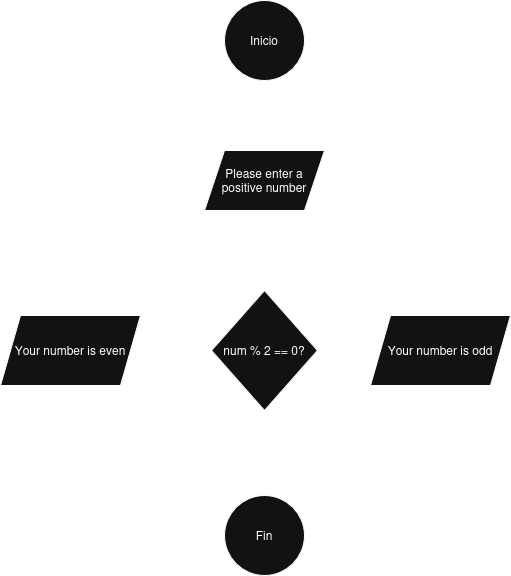 Inicio
Please enter a
positive number
Your number is even
num % 2 == 0?
Your number is odd
Fin